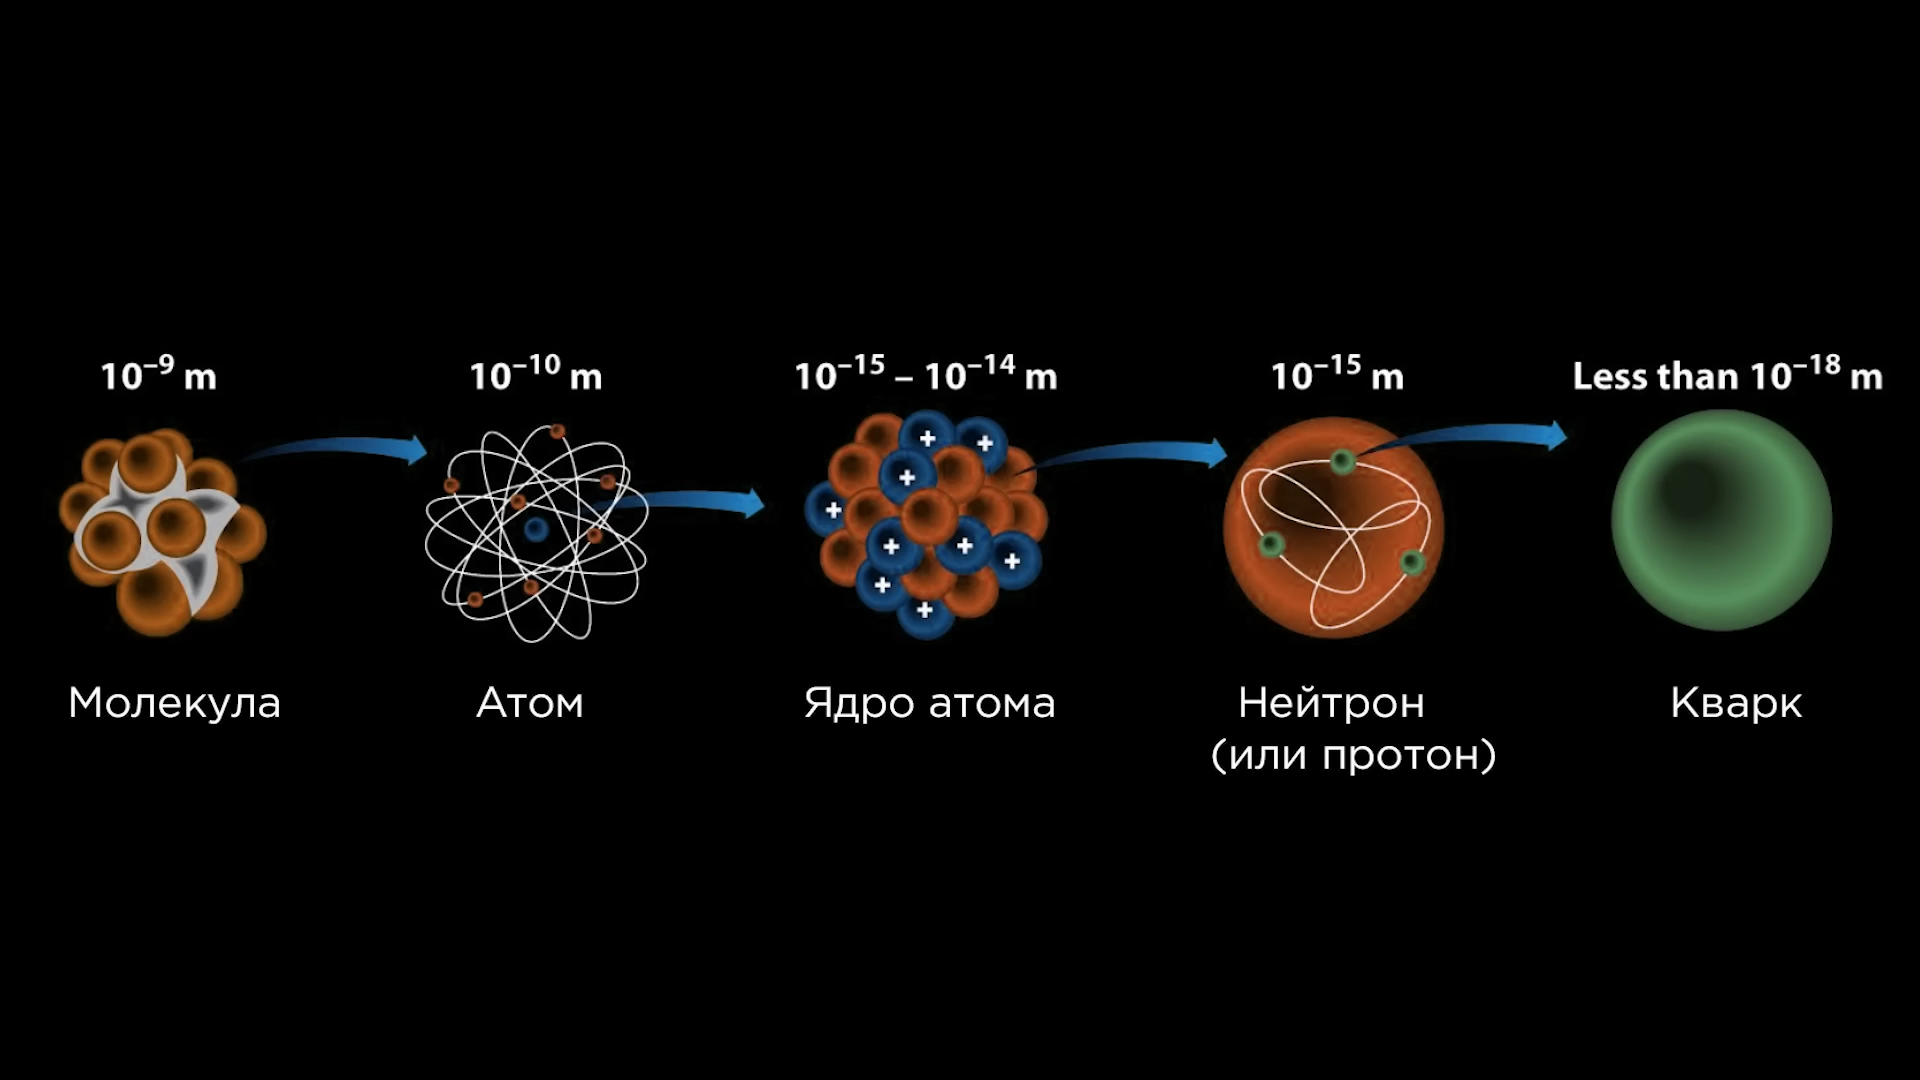 10⁻⁹ m
10⁻¹⁰ m
10⁻¹⁵ – 10⁻¹⁴ m
10⁻¹⁵ m
Less than 10⁻¹⁸ m
+
+
+
+
+
+
+
+
+
Молекула
Атом
Ядро атома
Нейтрон
(или протон)
Кварк